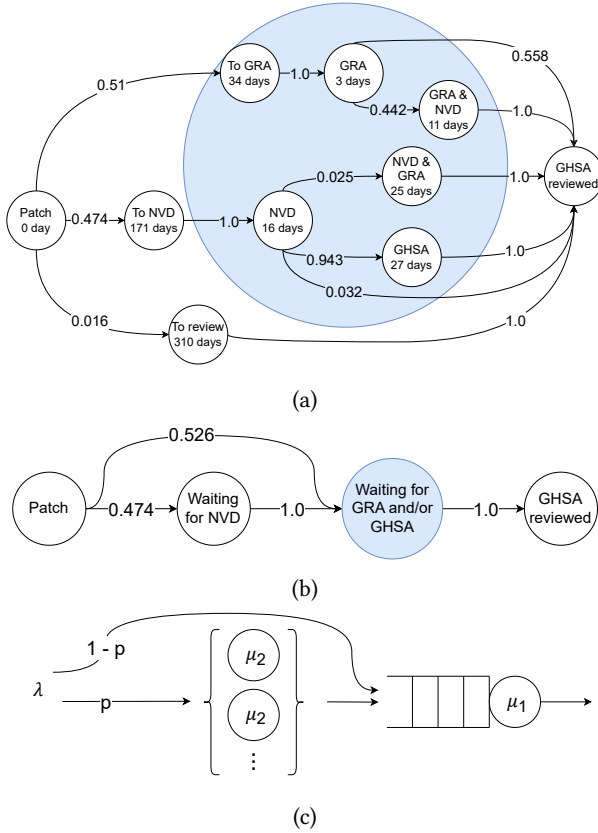 To GRA
34 days
1.0
GRA
3 days
0.558
0.51
0.442
GRA &
NVD
11 days
1.0
NVD &
GRA
25 days
0.025
1.0
GHSA
reviewed
Patch
0 day
0.474
To NVD
171 days
1.0
NVD
16 days
0.943
GHSA
27 days
1.0
0.032
0.016
To review
310 days
1.0
(a)
0.526
Patch
0.474
Waiting
for NVD
1.0
Waiting for
GRA and/or
GHSA
1.0
GHSA
reviewed
(b)
1 - p
λ
p
μ2
μ2
⋮
μ1
(c)